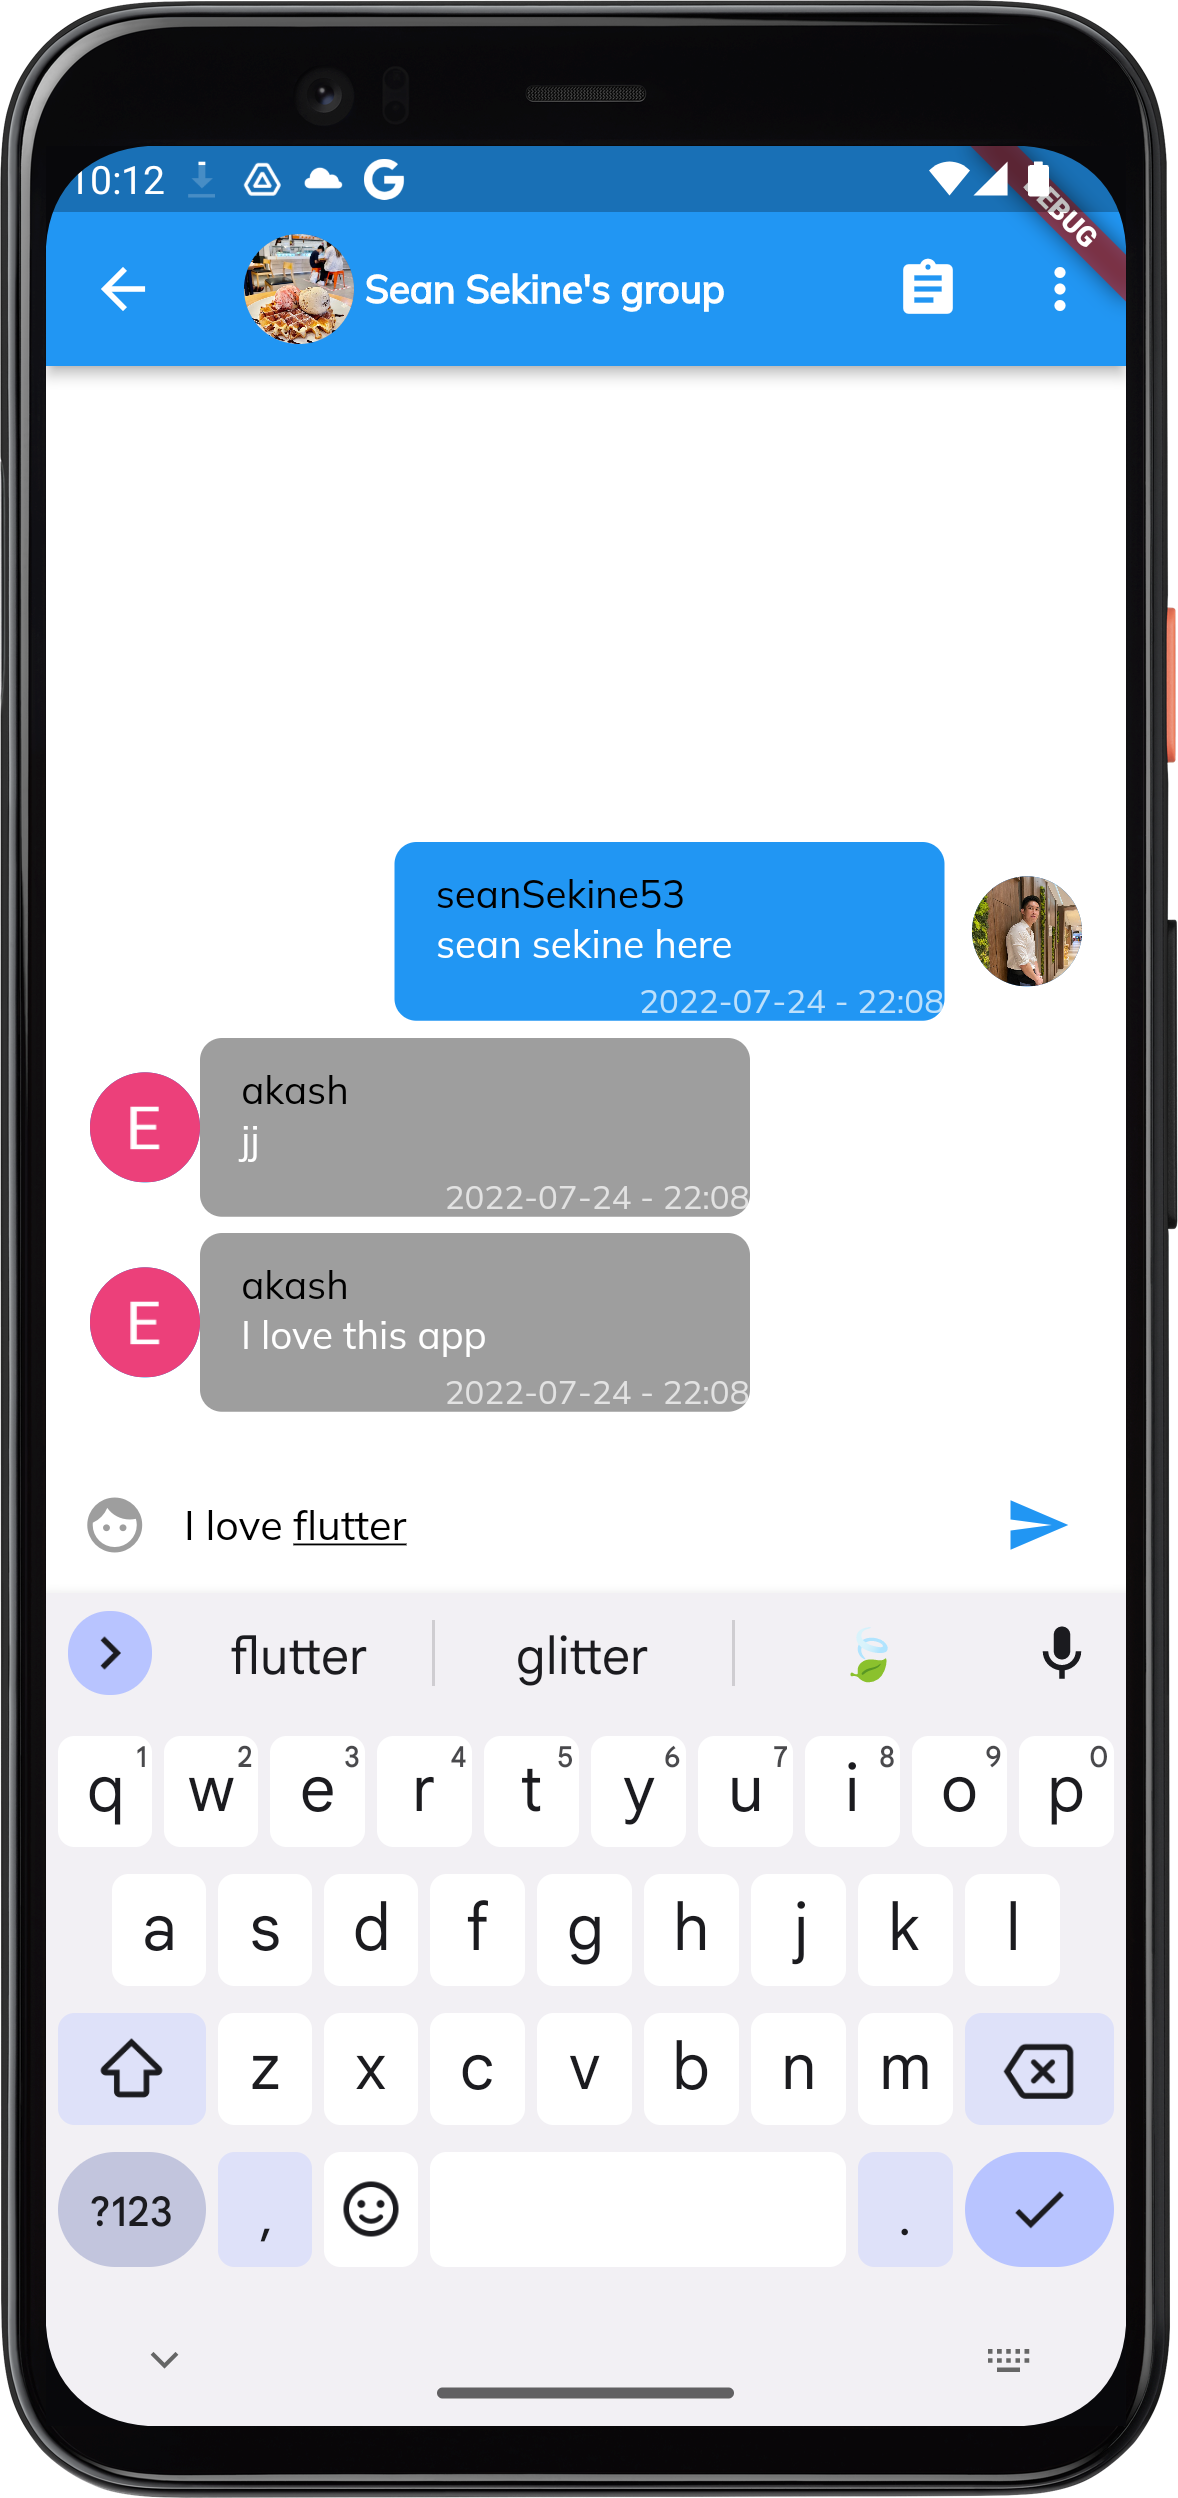 10:12
DEBUG
Sean Sekine's group
seanSekine53
sean sekine here
2022-07-24 - 22:08
E
akash
jj
2022-07-24 - 22:08
E
akash
I love this app
2022-07-24 - 22:08
I love flutter
flutter glitter
1 2 3 4 5 6 7 8 9 0
q w e r t y u i o p
a s d f g h j k l
z x c v b n m
?123 , .